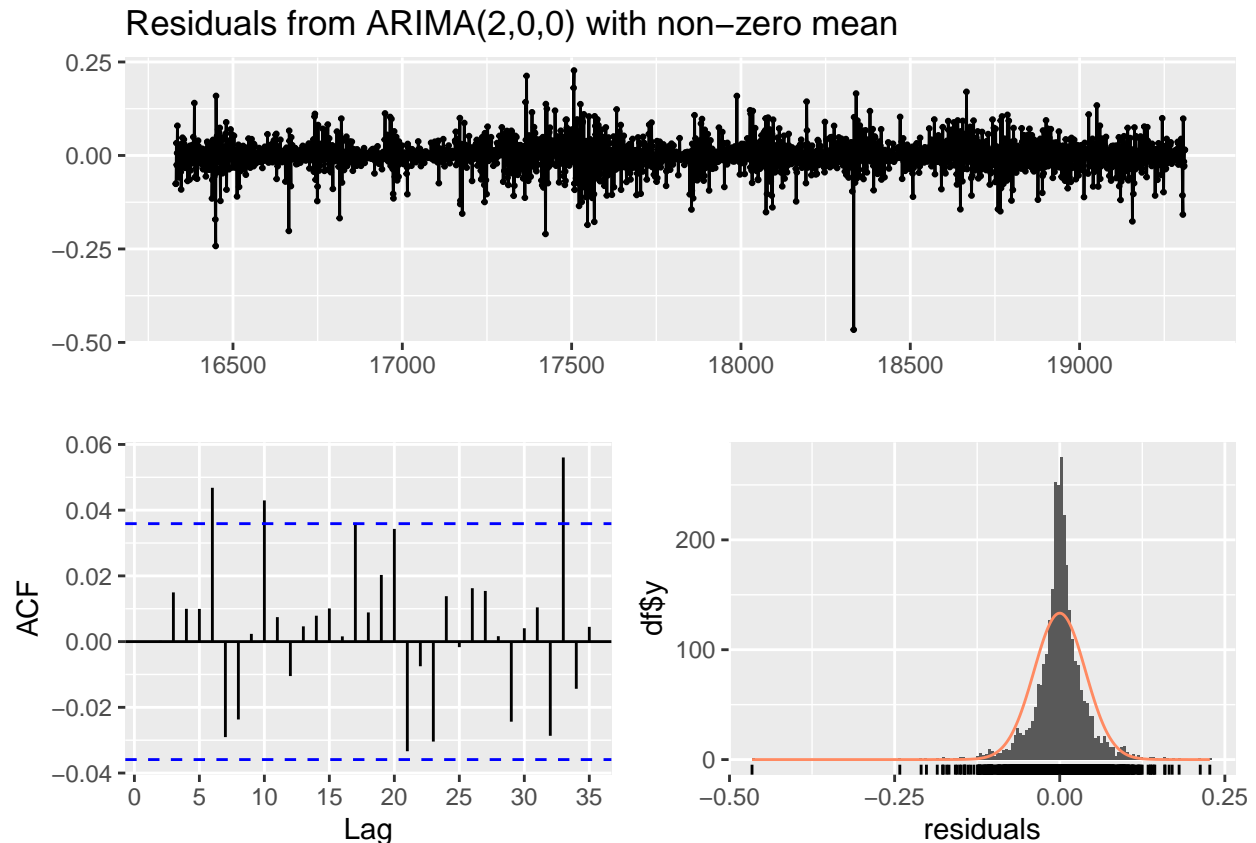 Residuals from ARIMA(2,0,0) with non−zero mean
0.25
0.00
−0.25
−0.50
16500 17000 17500 18000 18500 19000
0.06
0.04
0.02
0.00
−0.02
−0.04
ACF
0 5 10 15 20 25 30 35
Lag
200
100
0
df$y
−0.50 −0.25 0.00 0.25
residuals